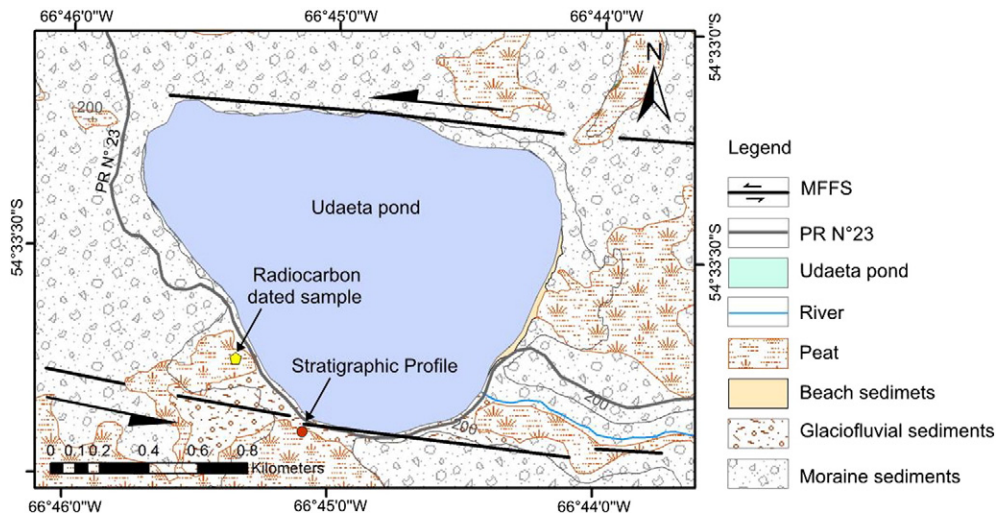 66°46'0"W
66°45'0"W
66°44'0"W
54°33'0"S
N
200
PR N° 23
Udaeta pond
54°33'30"S
54°33'30"S
Radiocarbon
dated sample
Stratigraphic Profile
200
200
0 0.1 0.2 0.4 0.6 0.8
Kilometers
66°46'0"W
66°45'0"W
66°44'0"W
Legend
MFFS
PR N°23
Udaeta pond
River
Peat
Beach sedimets
Glaciofluvial sediments
Moraine sediments